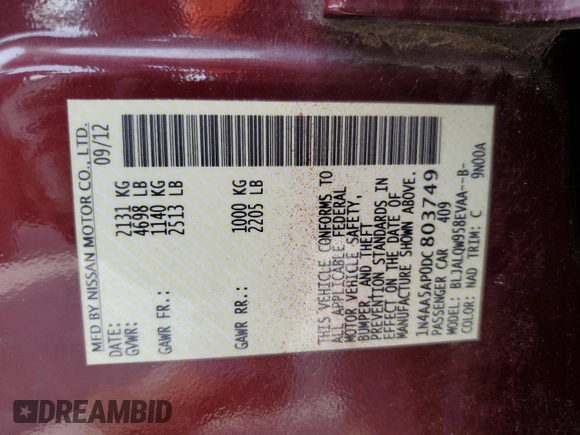 MFD BY NISSAN MOTOR CO., LTD.
DATE: 09/12
GVWR: 2131 KG
4698 LB
GAWR FR.: 1140 KG
2513 LB
GAWR RR.: 1000 KG
2205 LB
THIS VEHICLE CONFORMS TO
ALL APPLICABLE FEDERAL
MOTOR VEHICLE SAFETY,
BUMPER AND THEFT
PREVENTION STANDARDS IN
EFFECT ON THE DATE OF
MANUFACTURE SHOWN ABOVE.
1N4AA5AP0DC803749
PASSENGER CAR 409
MODEL: BLJALQW958EVAA--B-
COLOR: NAD TRIM: C 9N00A
DREAMBID